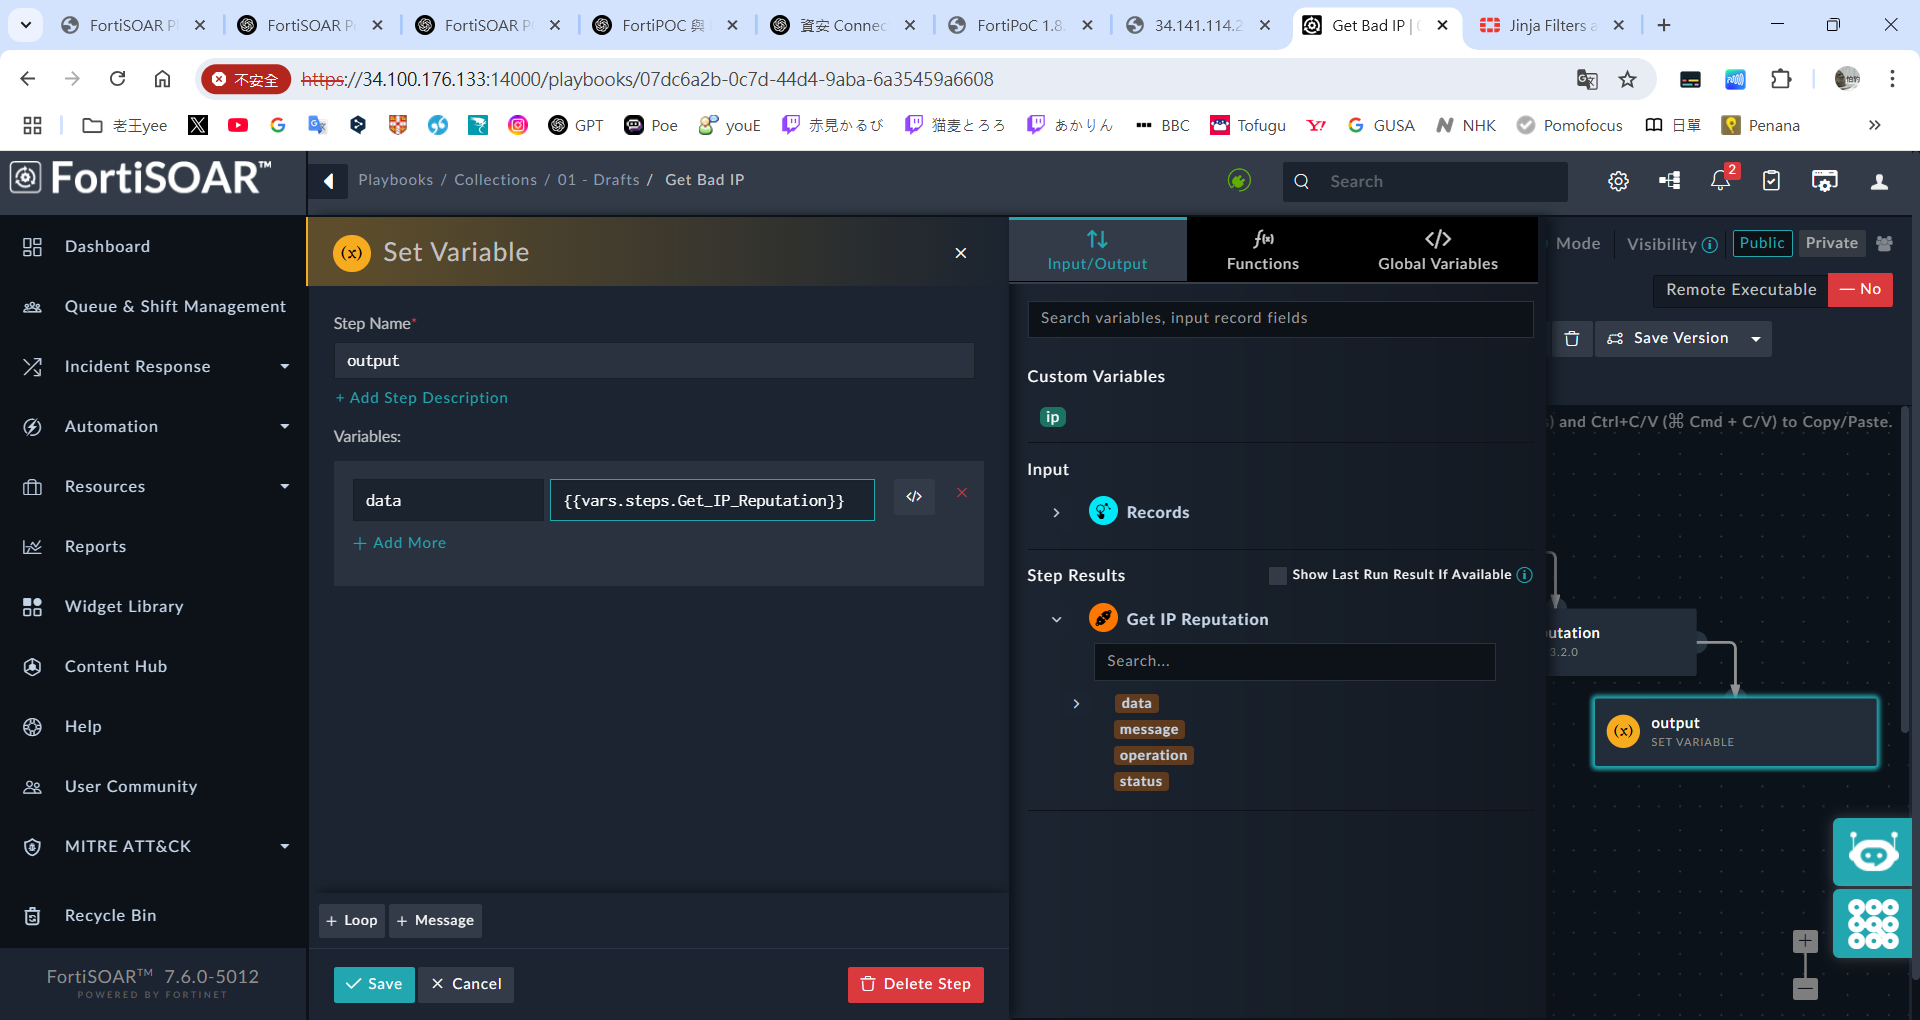 FortiSOAR P
FortiSOAR P
FortiSOAR P
FortiPOC 與
資安 Connec
FortiPoC 1.8.
34.141.114.2
Get Bad IP |
Jinja Filters a
不安全
https://34.100.176.133:14000/playbooks/07dc6a2b-0c7d-44d4-9aba-6a35459a6608
老王yee
GPT
Poe
youE
赤見かるび
猫麦とろろ
あかりん
BBC
Tofugu
GUSA
NHK
Pomofocus
日單
Penana
FortiSOAR™
Playbooks / Collections / 01 - Drafts / Get Bad IP
Search
2
Dashboard
Queue & Shift Management
Incident Response
Automation
Resources
Reports
Widget Library
Content Hub
Help
User Community
MITRE ATT&CK
Recycle Bin
FortiSOAR™ 7.6.0-5012
POWERED BY FORTINET
(x) Set Variable
Step Name*
output
+ Add Step Description
Variables:
data
{{vars.steps.Get_IP_Reputation}}
</>
+ Add More
+ Loop
+ Message
Save
Cancel
Delete Step
Input/Output
f(x)
Functions
</>
Global Variables
Search variables, input record fields
Custom Variables
ip
Input
Records
Step Results
Show Last Run Result If Available
Get IP Reputation
Search...
data
message
operation
status
Mode
Visibility
Public
Private
Remote Executable
No
Save Version
) and Ctrl+C/V (⌘ Cmd + C/V) to Copy/Paste.
utation
3.2.0
(x)
output
SET VARIABLE